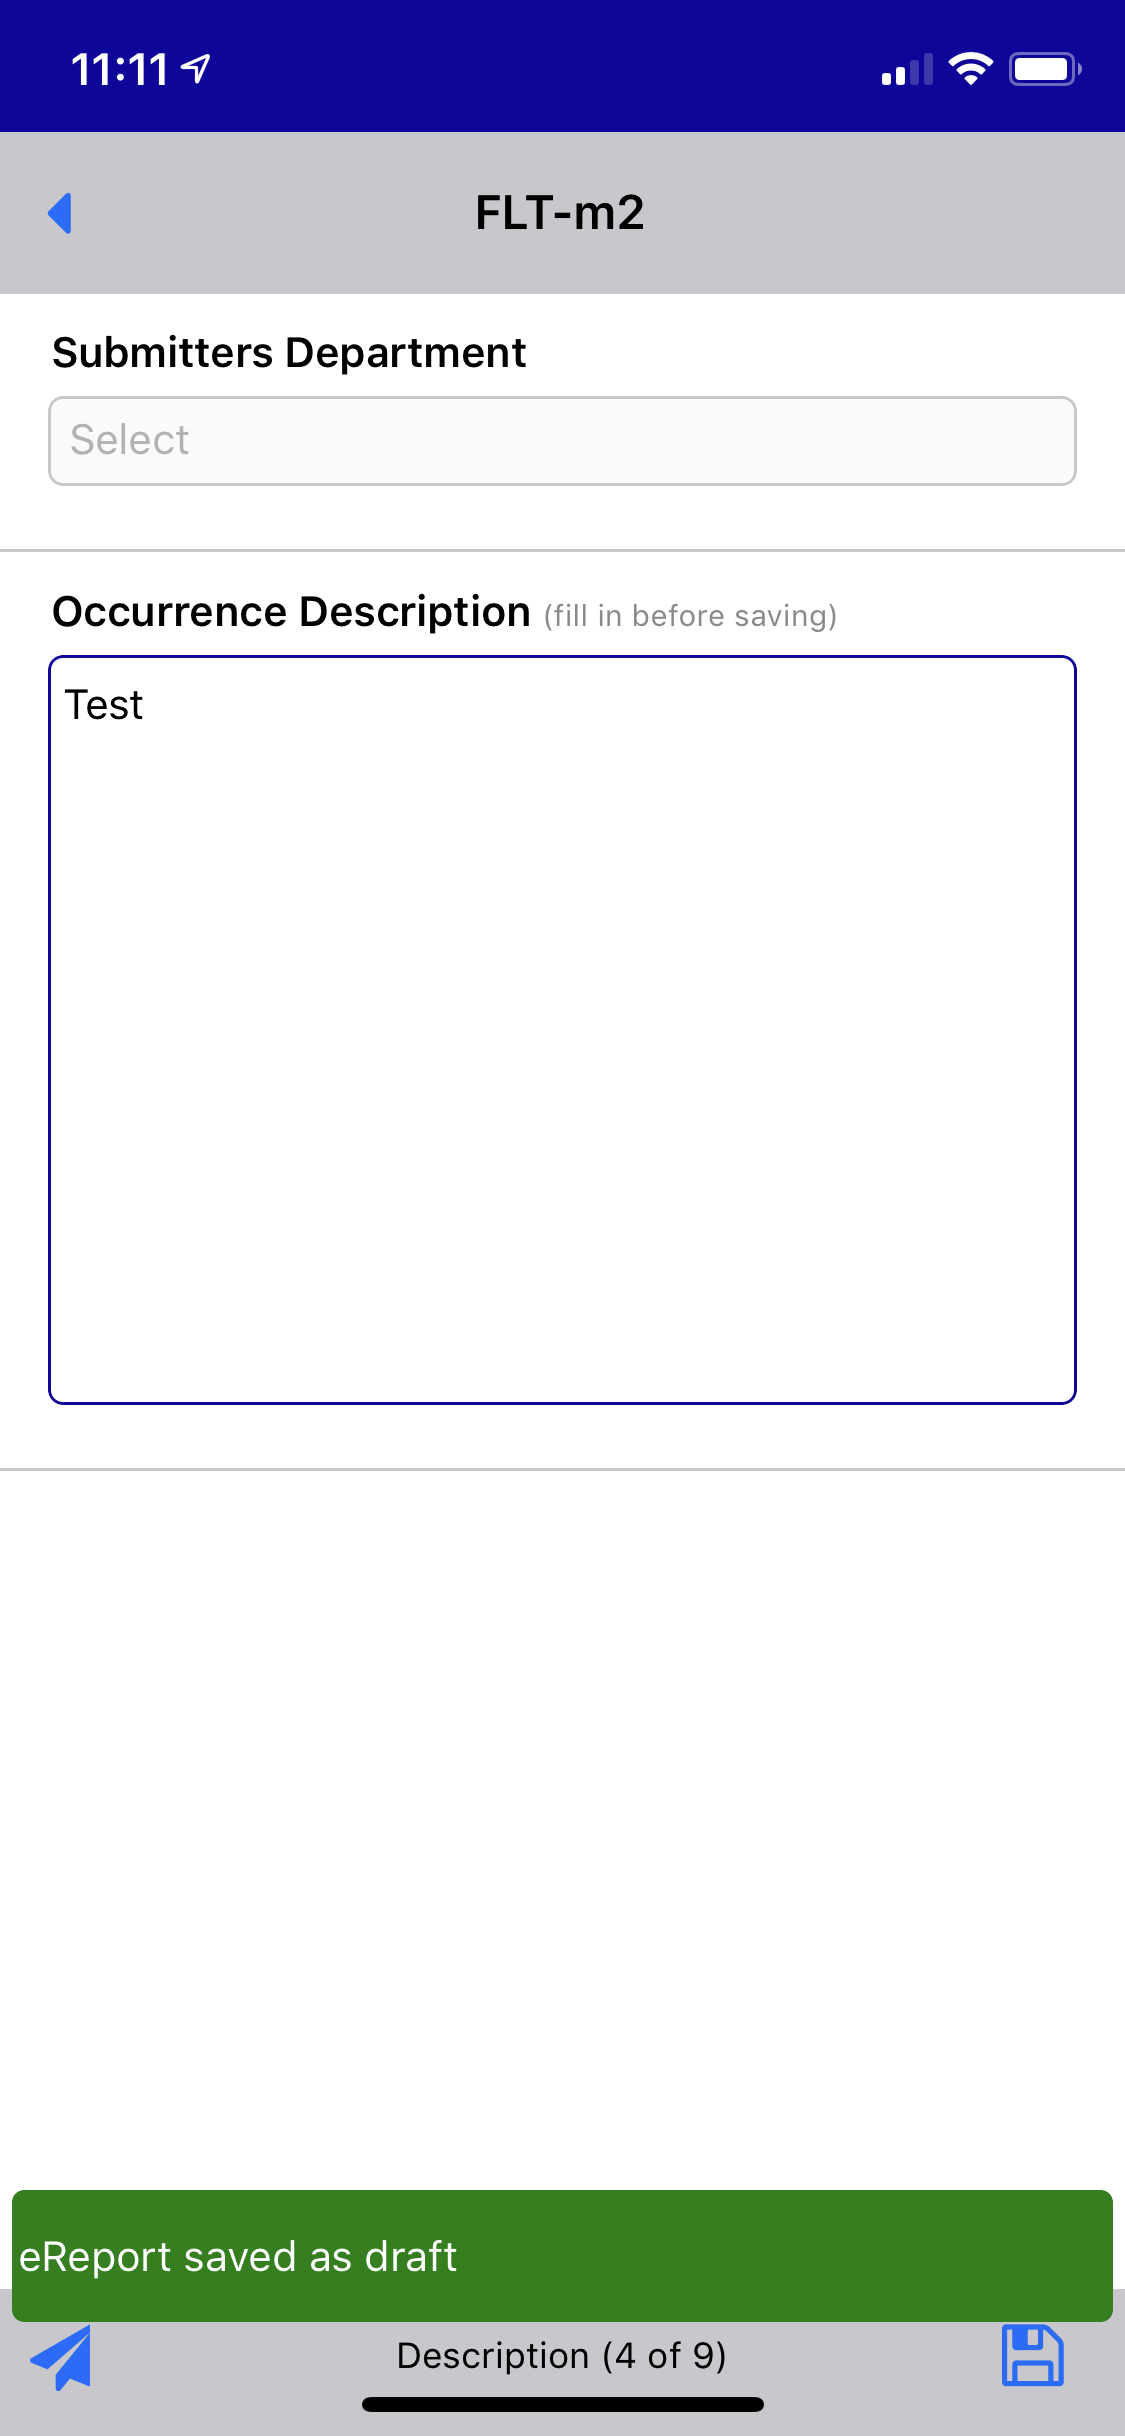 11:11
FLT-m2
Submitters Department
Select
Occurrence Description (fill in before saving)
Test
eReport saved as draft
Description (4 of 9)